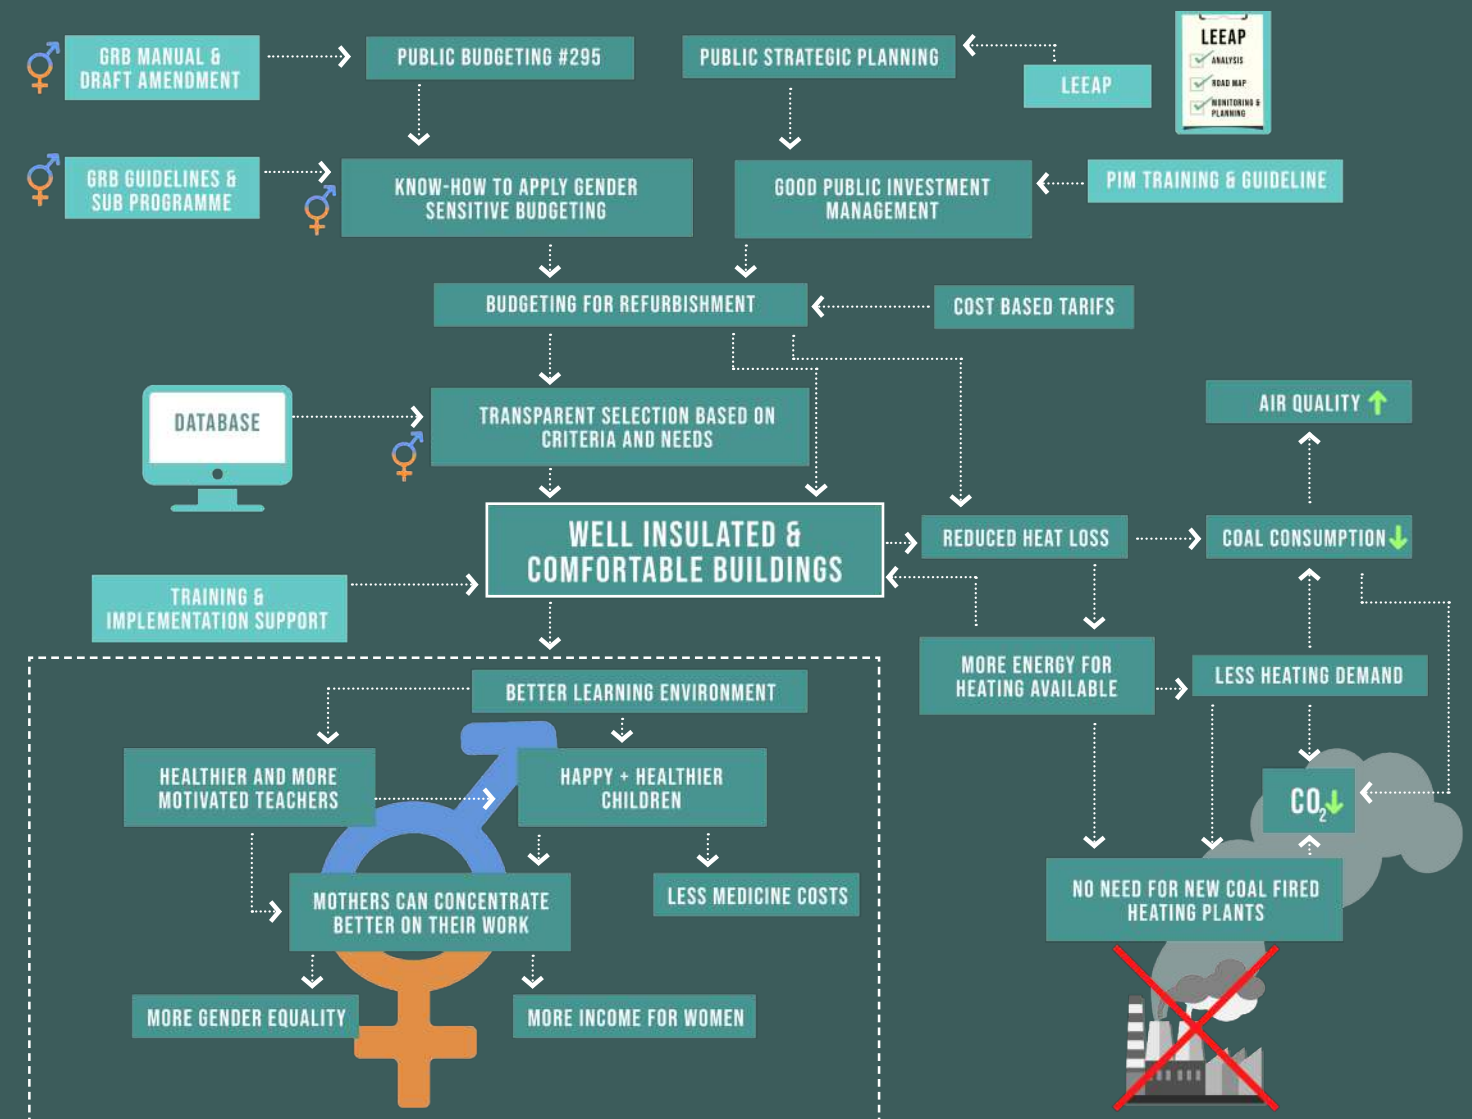 GRB MANUAL &
DRAFT AMENDMENT
PUBLIC BUDGETING #295
PUBLIC STRATEGIC PLANNING
LEEAP
LEEAP
ANALYSIS
ROAD MAP
MONITORING &
PLANNING
GRB GUIDELINES &
SUB PROGRAMME
KNOW-HOW TO APPLY GENDER
SENSITIVE BUDGETING
GOOD PUBLIC INVESTMENT
MANAGEMENT
PIM TRAINING & GUIDELINE
BUDGETING FOR REFURBISHMENT
COST BASED TARIFS
DATABASE
TRANSPARENT SELECTION BASED ON
CRITERIA AND NEEDS
AIR QUALITY
WELL INSULATED &
COMFORTABLE BUILDINGS
REDUCED HEAT LOSS
COAL CONSUMPTION
TRAINING &
IMPLEMENTATION SUPPORT
MORE ENERGY FOR
HEATING AVAILABLE
LESS HEATING DEMAND
BETTER LEARNING ENVIRONMENT
HEALTHIER AND MORE
MOTIVATED TEACHERS
HAPPY + HEALTHIER
CHILDREN
CO2
MOTHERS CAN CONCENTRATE
BETTER ON THEIR WORK
LESS MEDICINE COSTS
NO NEED FOR NEW COAL FIRED
HEATING PLANTS
MORE GENDER EQUALITY
MORE INCOME FOR WOMEN